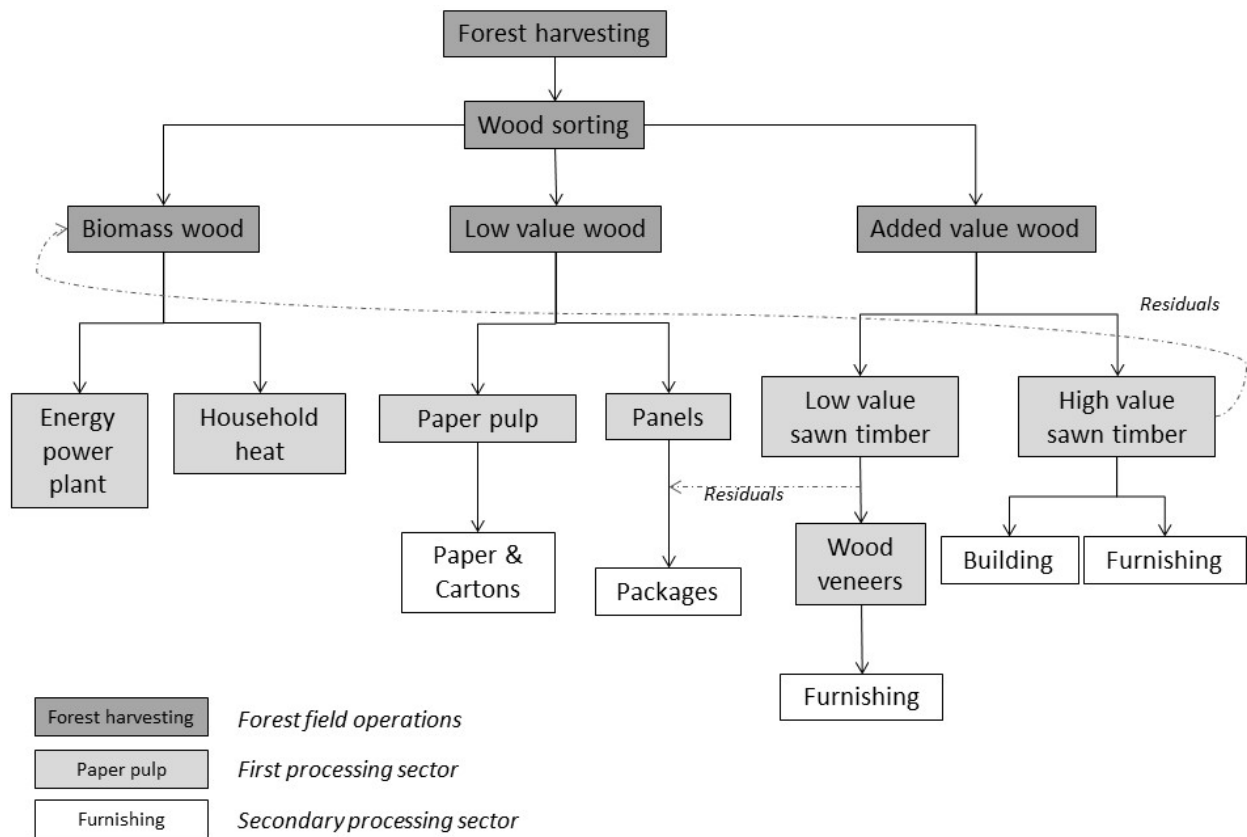 Forest harvesting
Wood sorting
Biomass wood
Low value wood
Added value wood
Residuals
Energy
power
plant
Household
heat
Paper pulp
Panels
Low value
sawn timber
High value
sawn timber
Residuals
Paper &
Cartons
Packages
Wood
veneers
Building
Furnishing
Furnishing
Forest harvesting
Forest field operations
Paper pulp
First processing sector
Furnishing
Secondary processing sector